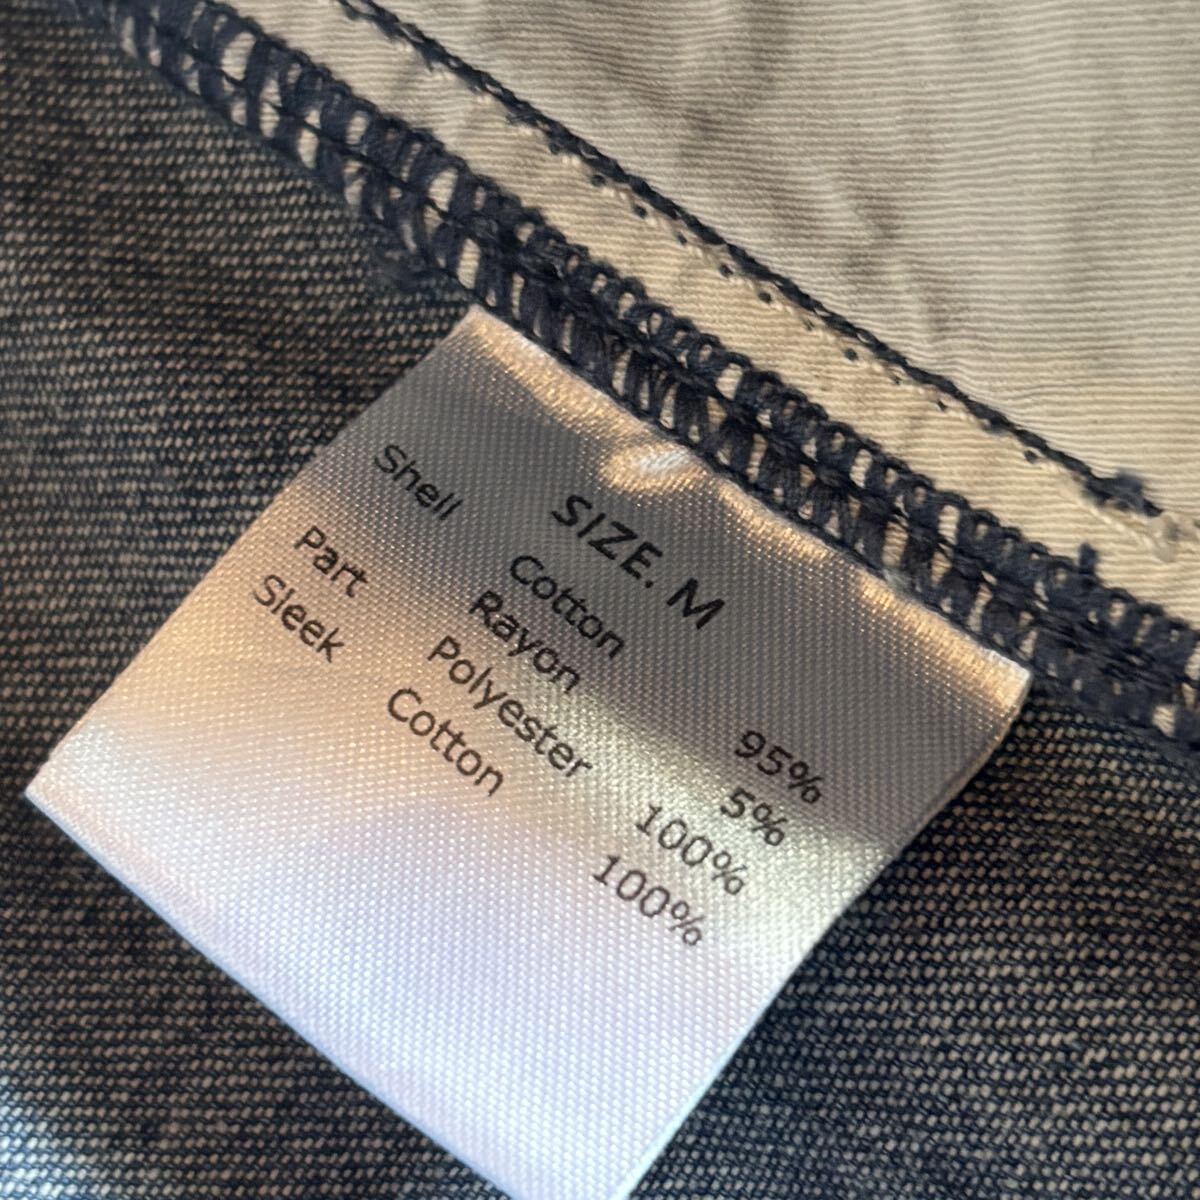 SIZE. M
Shell Cotton 95%
Rayon 5%
Part Polyester 100%
Sleek Cotton 100%